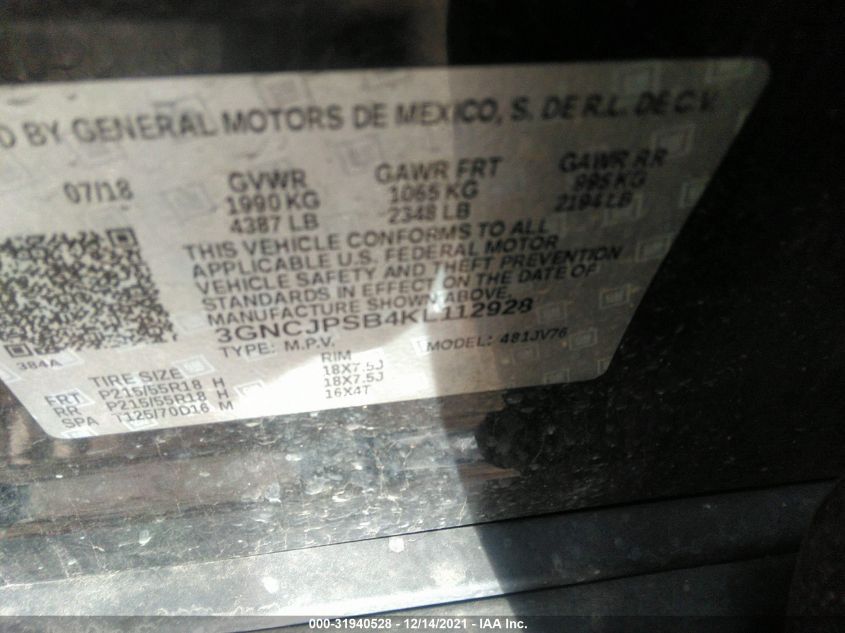 D BY GENERAL MOTORS DE MEXICO, S. DE R.L. DE C.V.
07/18 GVWR GAWR FRT GAWR RR
1990 KG 1065 KG 995 KG
4387 LB 2348 LB 2194 LB
THIS VEHICLE CONFORMS TO ALL
APPLICABLE U.S. FEDERAL MOTOR
VEHICLE SAFETY AND THEFT PREVENTION
STANDARDS IN EFFECT ON THE DATE OF
MANUFACTURE SHOWN ABOVE.
3GNCJPSB4KL112928
TYPE: M.P.V. MODEL: 481JV76
384A
TIRE SIZE RIM
FRT P215/55R18 H 18X7.5J
RR P215/55R18 H 18X7.5J
SPA T125/70D16 M 16X4T
000-31940528 - 12/14/2021 - IAA Inc.